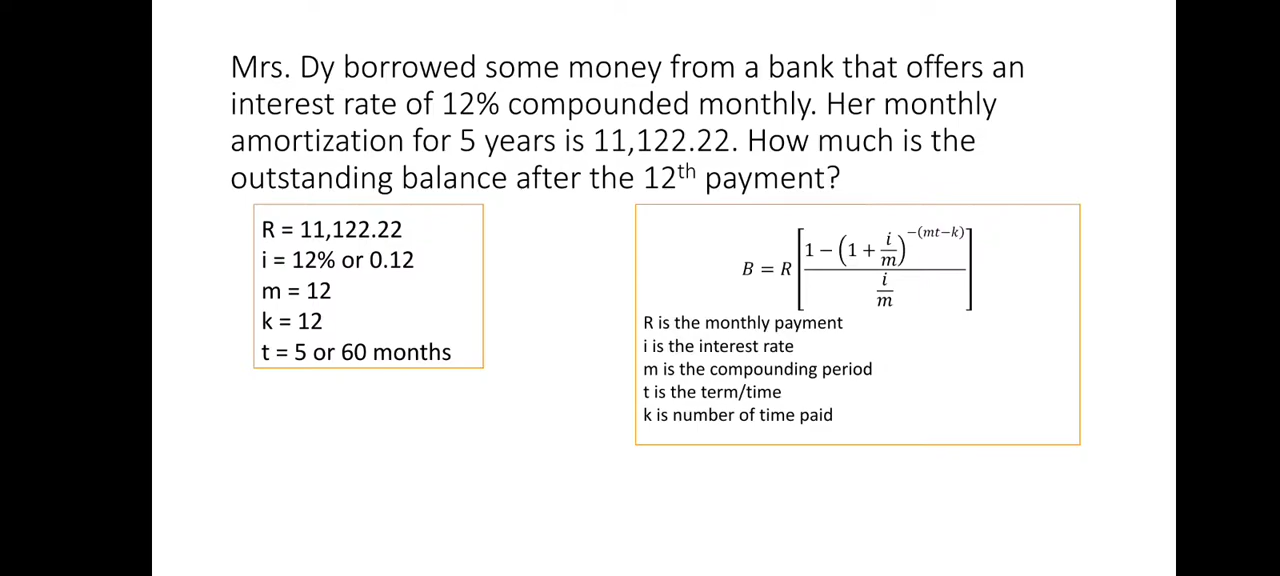 Mrs. Dy borrowed some money from a bank that offers an
interest rate of 12% compounded monthly. Her monthly
amortization for 5 years is 11,122.22. How much is the
outstanding balance after the 12th payment?
R = 11,122.22
i = 12% or 0.12
m = 12
k = 12
t = 5 or 60 months
B = R [ (1 − (1 + i/m)^−(mt−k)) / (i/m) ]
R is the monthly payment
i is the interest rate
m is the compounding period
t is the term/time
k is number of time paid